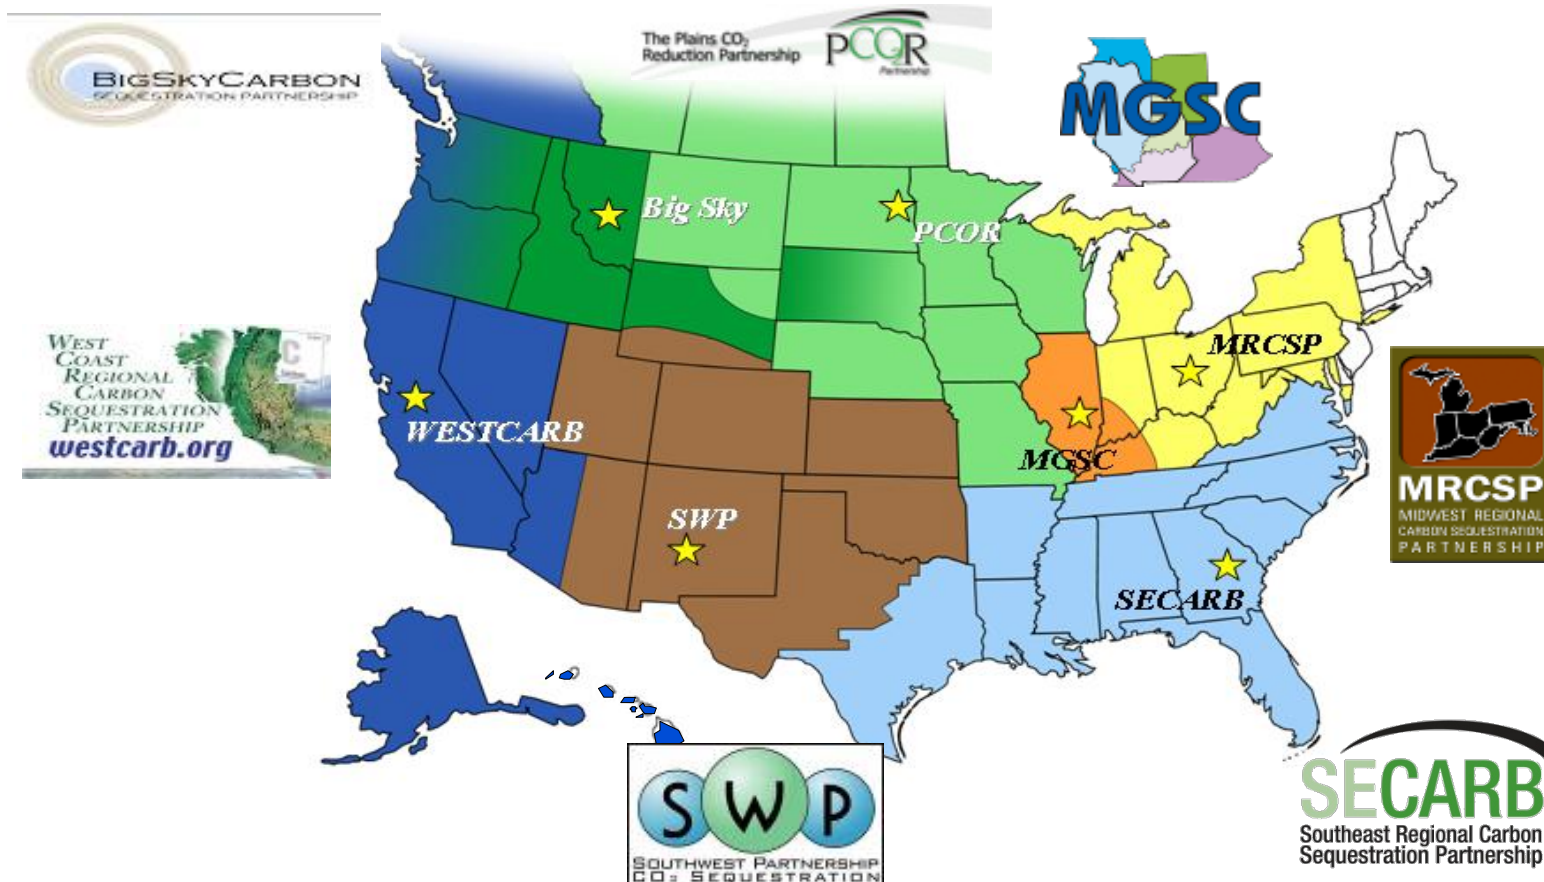 BIGSKYCARBON
SEQUESTRATION PARTNERSHIP
The Plains CO₂
Reduction Partnership
PCO₂R
Partnership
MGSC
Big Sky
PCOR
WEST
COAST
REGIONAL
CARBON
SEQUESTRATION
PARTNERSHIP
westcarb.org
C
MRCSP
WESTCARB
MGSC
SWP
SECARB
MRCSP
MIDWEST REGIONAL
CARBON SEQUESTRATION
PARTNERSHIP
SWP
SOUTHWEST PARTNERSHIP
CO₂ SEQUESTRATION
SECARB
Southeast Regional Carbon
Sequestration Partnership